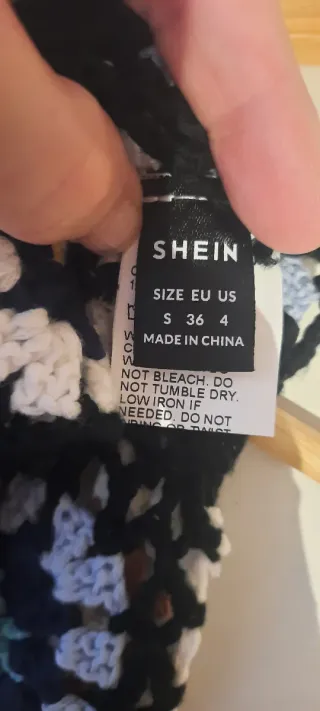 SHEIN
SIZE EU US
S 36 4
MADE IN CHINA
NOT BLEACH. DO
NOT TUMBLE DRY.
LOW IRON IF
NEEDED. DO NOT